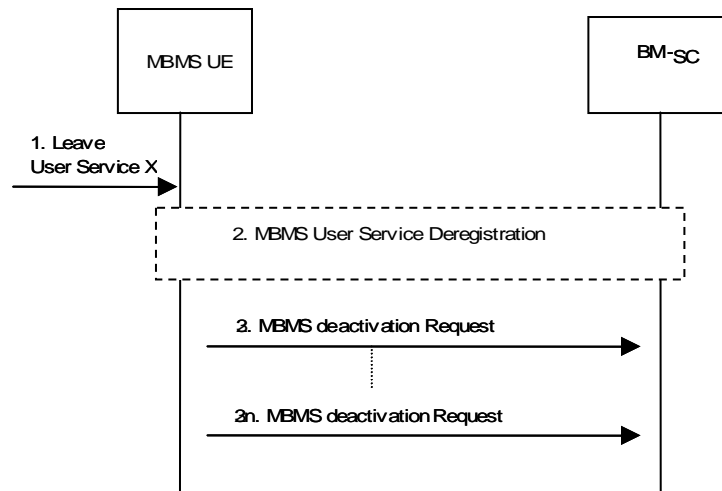 MBMS UE
BM-SC
1. Leave
User Service X
2. MBMS User Service Deregistration
3. MBMS deactivation Request
3n. MBMS deactivation Request